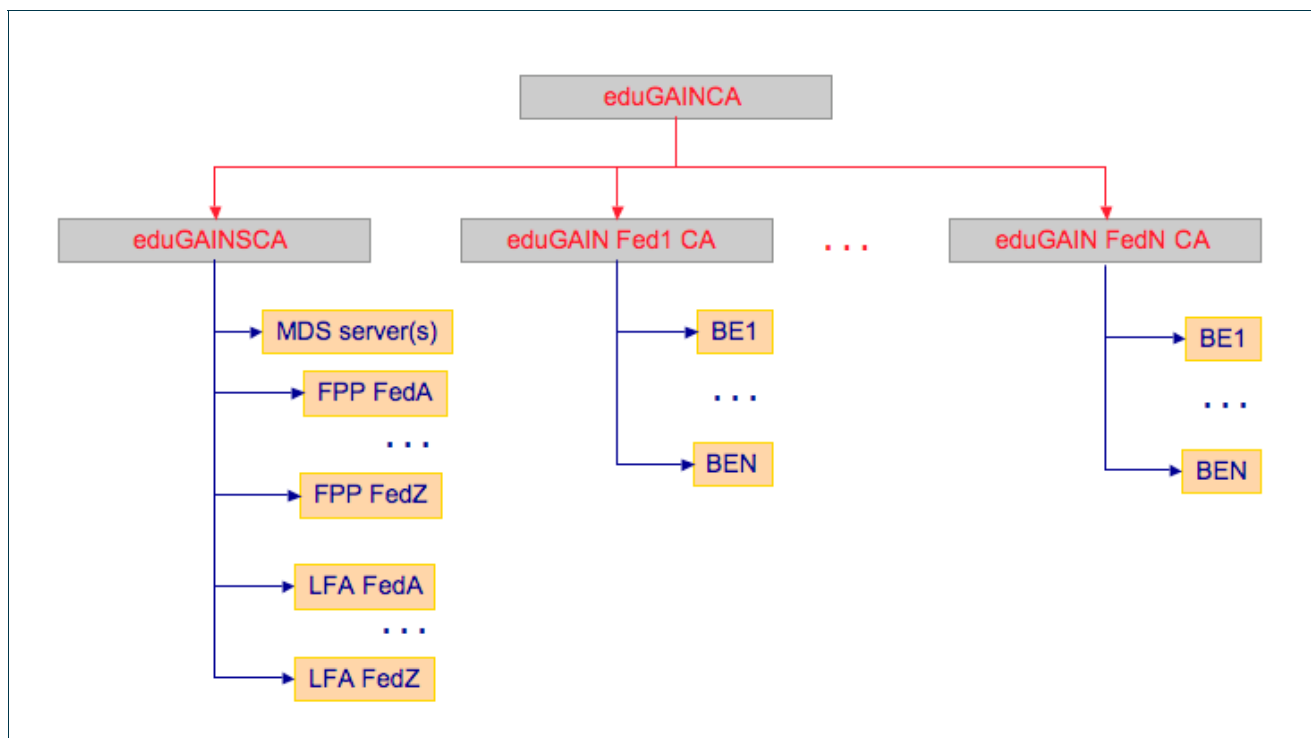 eduGAINCA
eduGAINSCA
eduGAIN Fed1 CA
...
eduGAIN FedN CA
MDS server(s)
FPP FedA
...
FPP FedZ
LFA FedA
...
LFA FedZ
BE1
...
BEN
BE1
...
BEN